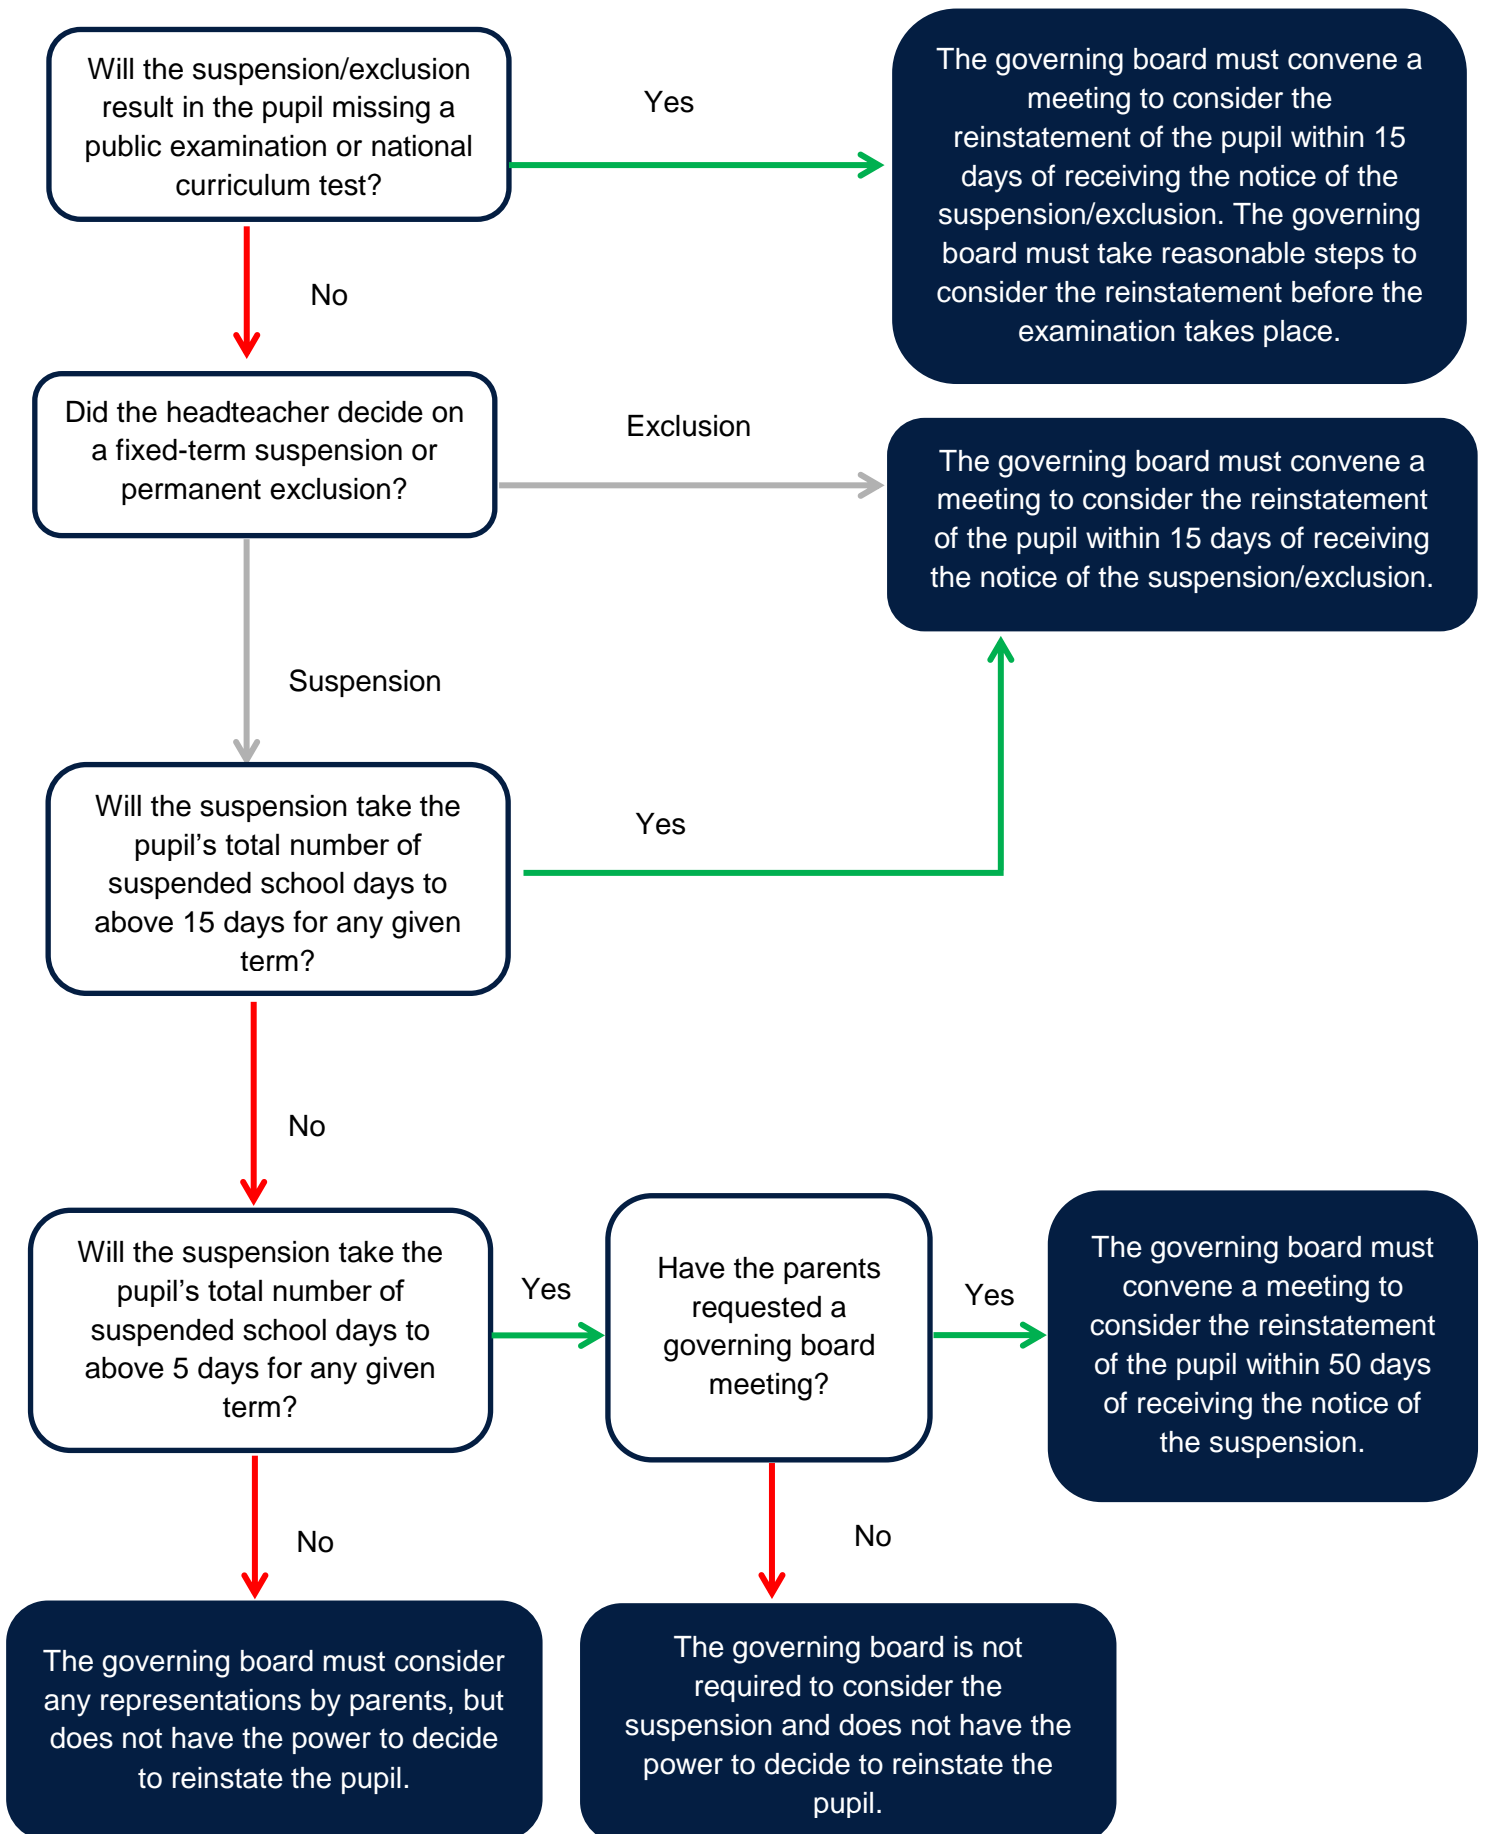 Will the suspension/exclusion
result in the pupil missing a
public examination or national
curriculum test?
Yes
The governing board must convene a
meeting to consider the
reinstatement of the pupil within 15
days of receiving the notice of the
suspension/exclusion. The governing
board must take reasonable steps to
consider the reinstatement before the
examination takes place.
No
Did the headteacher decide on
a fixed-term suspension or
permanent exclusion?
Exclusion
The governing board must convene a
meeting to consider the reinstatement
of the pupil within 15 days of receiving
the notice of the suspension/exclusion.
Suspension
Will the suspension take the
pupil’s total number of
suspended school days to
above 15 days for any given
term?
Yes
No
Will the suspension take the
pupil’s total number of
suspended school days to
above 5 days for any given
term?
Yes
Have the parents
requested a
governing board
meeting?
Yes
The governing board must
convene a meeting to
consider the reinstatement
of the pupil within 50 days
of receiving the notice of
the suspension.
No
No
The governing board must consider
any representations by parents, but
does not have the power to decide
to reinstate the pupil.
The governing board is not
required to consider the
suspension and does not have the
power to decide to reinstate the
pupil.